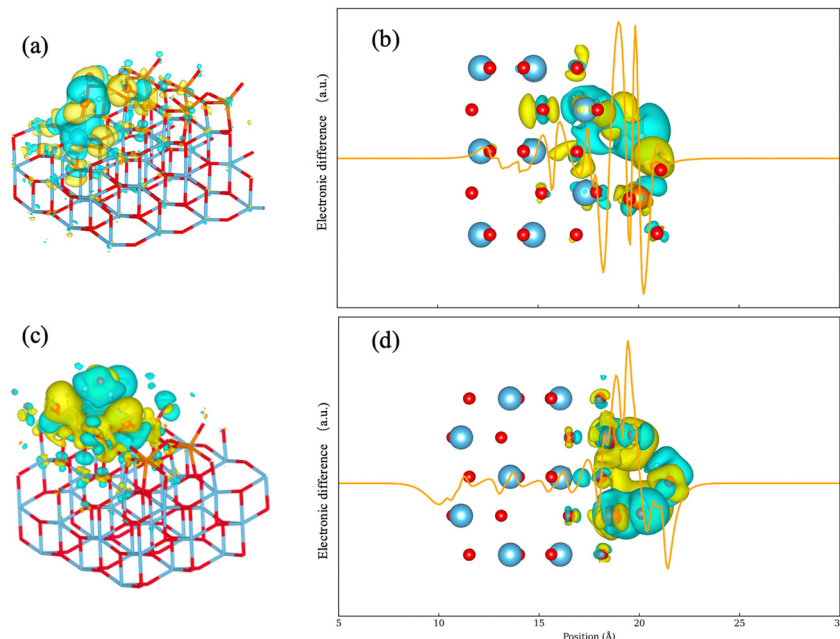 (a)
(b)
Electronic difference (a.u.)
(c)
(d)
Electronic difference (a.u.)
5
10
15
20
25
Position (Å)